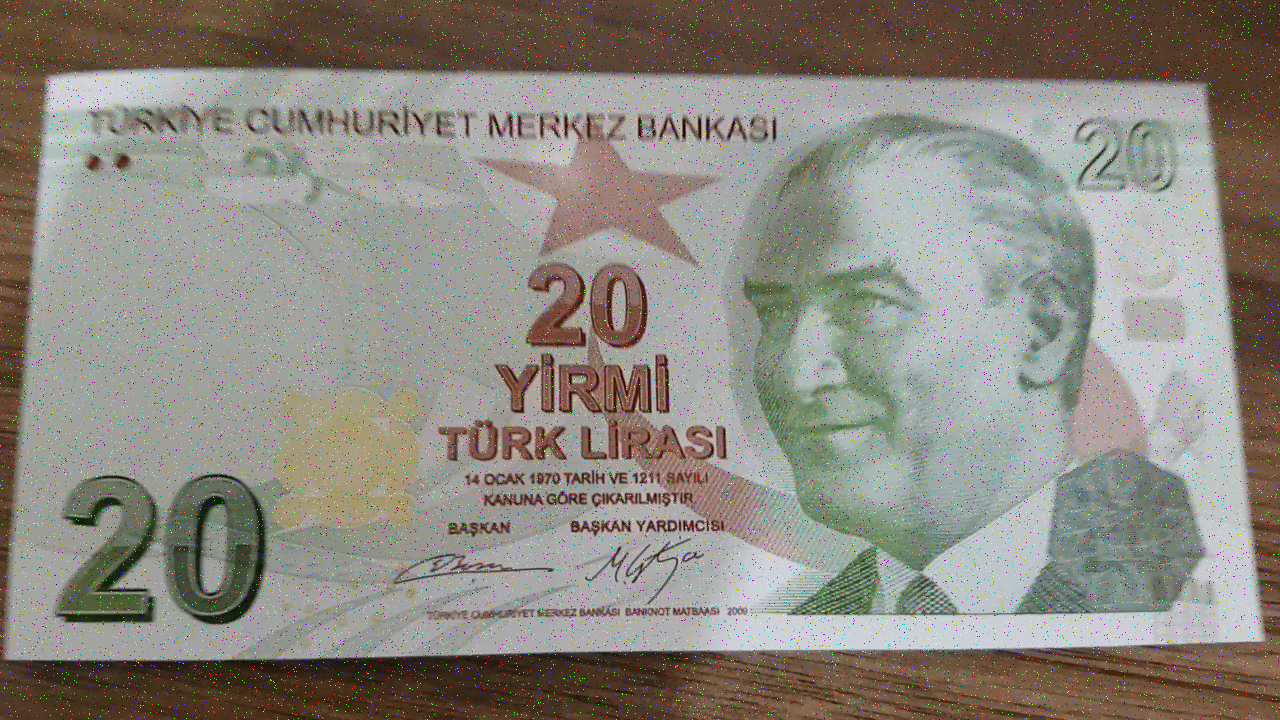 TÜRKİYE CUMHURİYET MERKEZ BANKASI
20
20
YİRMİ
TÜRK LİRASI
14 OCAK 1970 TARİH VE 1211 SAYILI
KANUNA GÖRE ÇIKARILMIŞTIR
BAŞKAN BAŞKAN YARDIMCISI
20
TÜRKİYE CUMHURİYET MERKEZ BANKASI BANKNOT MATBAASI 2009